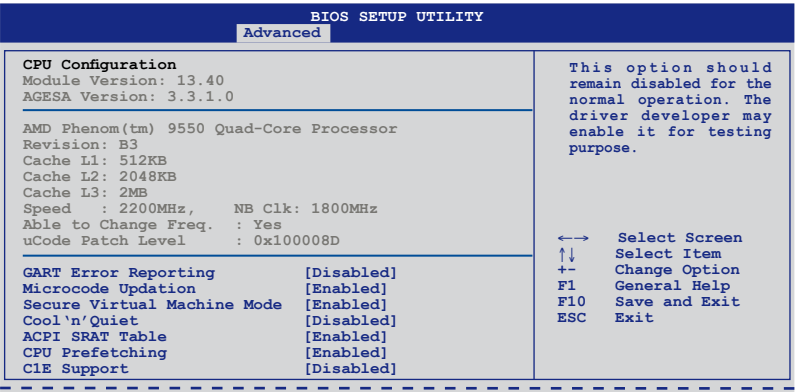 BIOS SETUP UTILITY
Advanced
CPU Configuration
Module Version: 13.40
AGESA Version: 3.3.1.0
AMD Phenom(tm) 9550 Quad-Core Processor
Revision: B3
Cache L1: 512KB
Cache L2: 2048KB
Cache L3: 2MB
Speed : 2200MHz, NB Clk: 1800MHz
Able to Change Freq. : Yes
uCode Patch Level : 0x100008D
GART Error Reporting [Disabled]
Microcode Updation [Enabled]
Secure Virtual Machine Mode [Enabled]
Cool‘n’Quiet [Disabled]
ACPI SRAT Table [Enabled]
CPU Prefetching [Enabled]
C1E Support [Disabled]
This option should
remain disabled for the
normal operation. The
driver developer may
enable it for testing
purpose.
←→ Select Screen
↑↓ Select Item
+- Change Option
F1 General Help
F10 Save and Exit
ESC Exit